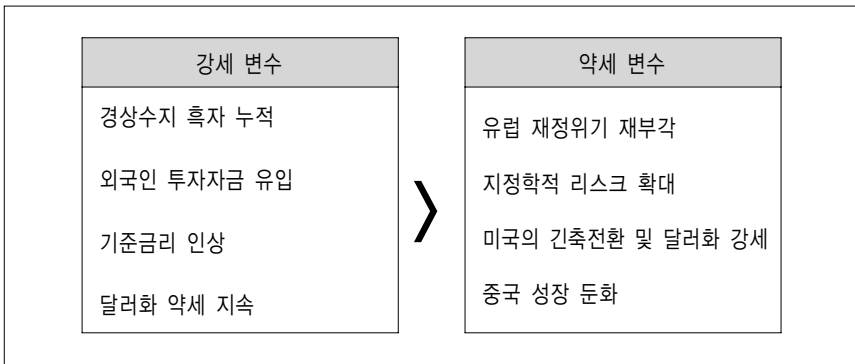 강세 변수
경상수지 흑자 누적
외국인 투자자금 유입
기준금리 인상
달러화 약세 지속
약세 변수
유럽 재정위기 재부각
지정학적 리스크 확대
미국의 긴축전환 및 달러화 강세
중국 성장 둔화